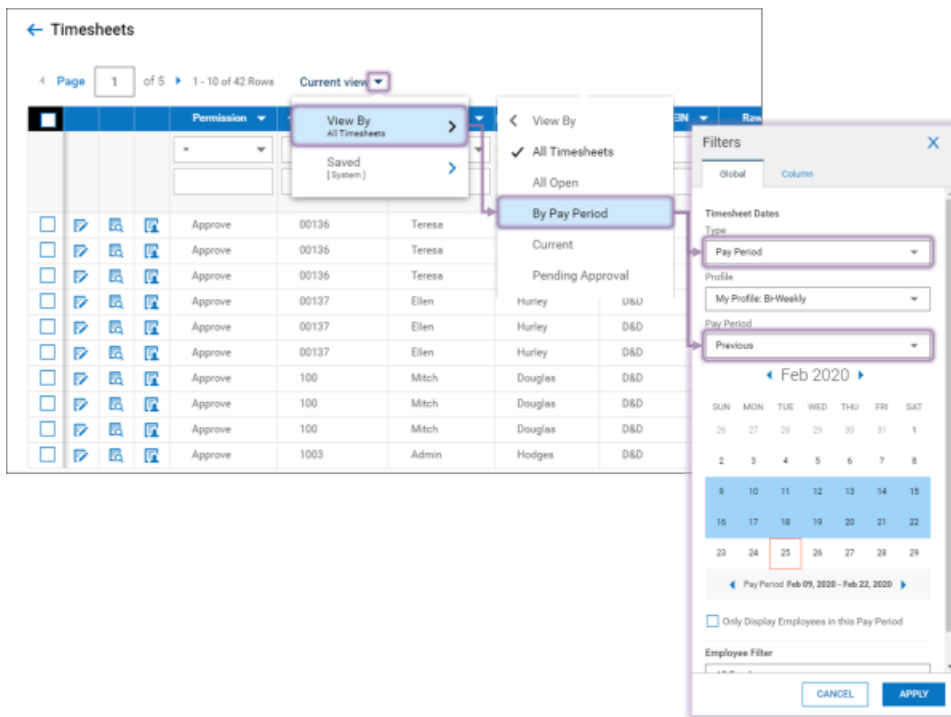 Timesheets
Page 1 of 5 1 - 10 of 42 Rows Current view
Permission EIN Raw
=
View By
All Timesheets
Saved
[ System ]
View By
All Timesheets
All Open
By Pay Period
Current
Pending Approval
Approve 00136 Teresa
Approve 00136 Teresa
Approve 00136 Teresa
Approve 00137 Ellen Hurley D&D
Approve 00137 Ellen Hurley D&D
Approve 00137 Ellen Hurley D&D
Approve 100 Mitch Douglas D&D
Approve 100 Mitch Douglas D&D
Approve 100 Mitch Douglas D&D
Approve 1003 Admin Hodges D&D
Filters X
Global Column
Timesheet Dates
Type
Pay Period
Profile
My Profile: Bi-Weekly
Pay Period
Previous
Feb 2020
SUN MON TUE WED THU FRI SAT
26 27 28 29 30 31 1
2 3 4 5 6 7 8
9 10 11 12 13 14 15
16 17 18 19 20 21 22
23 24 25 26 27 28 29
Pay Period Feb 09, 2020 - Feb 22, 2020
Only Display Employees in this Pay Period
Employee Filter
CANCEL APPLY